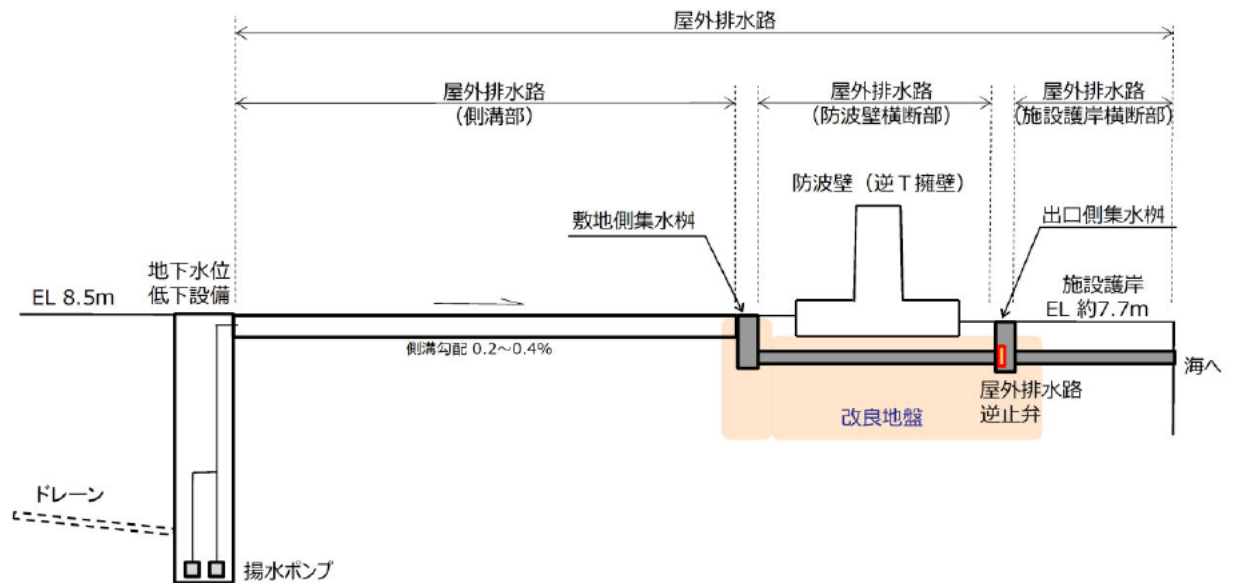 屋外排水路
屋外排水路
（側溝部）
屋外排水路
（防波壁横断部）
屋外排水路
（施設護岸横断部）
防波壁（逆T擁壁）
敷地側集水桝
出口側集水桝
地下水位
低下設備
EL 8.5m
施設護岸
EL 約7.7m
側溝勾配 0.2～0.4%
海へ
屋外排水路
逆止弁
改良地盤
ドレーン
揚水ポンプ